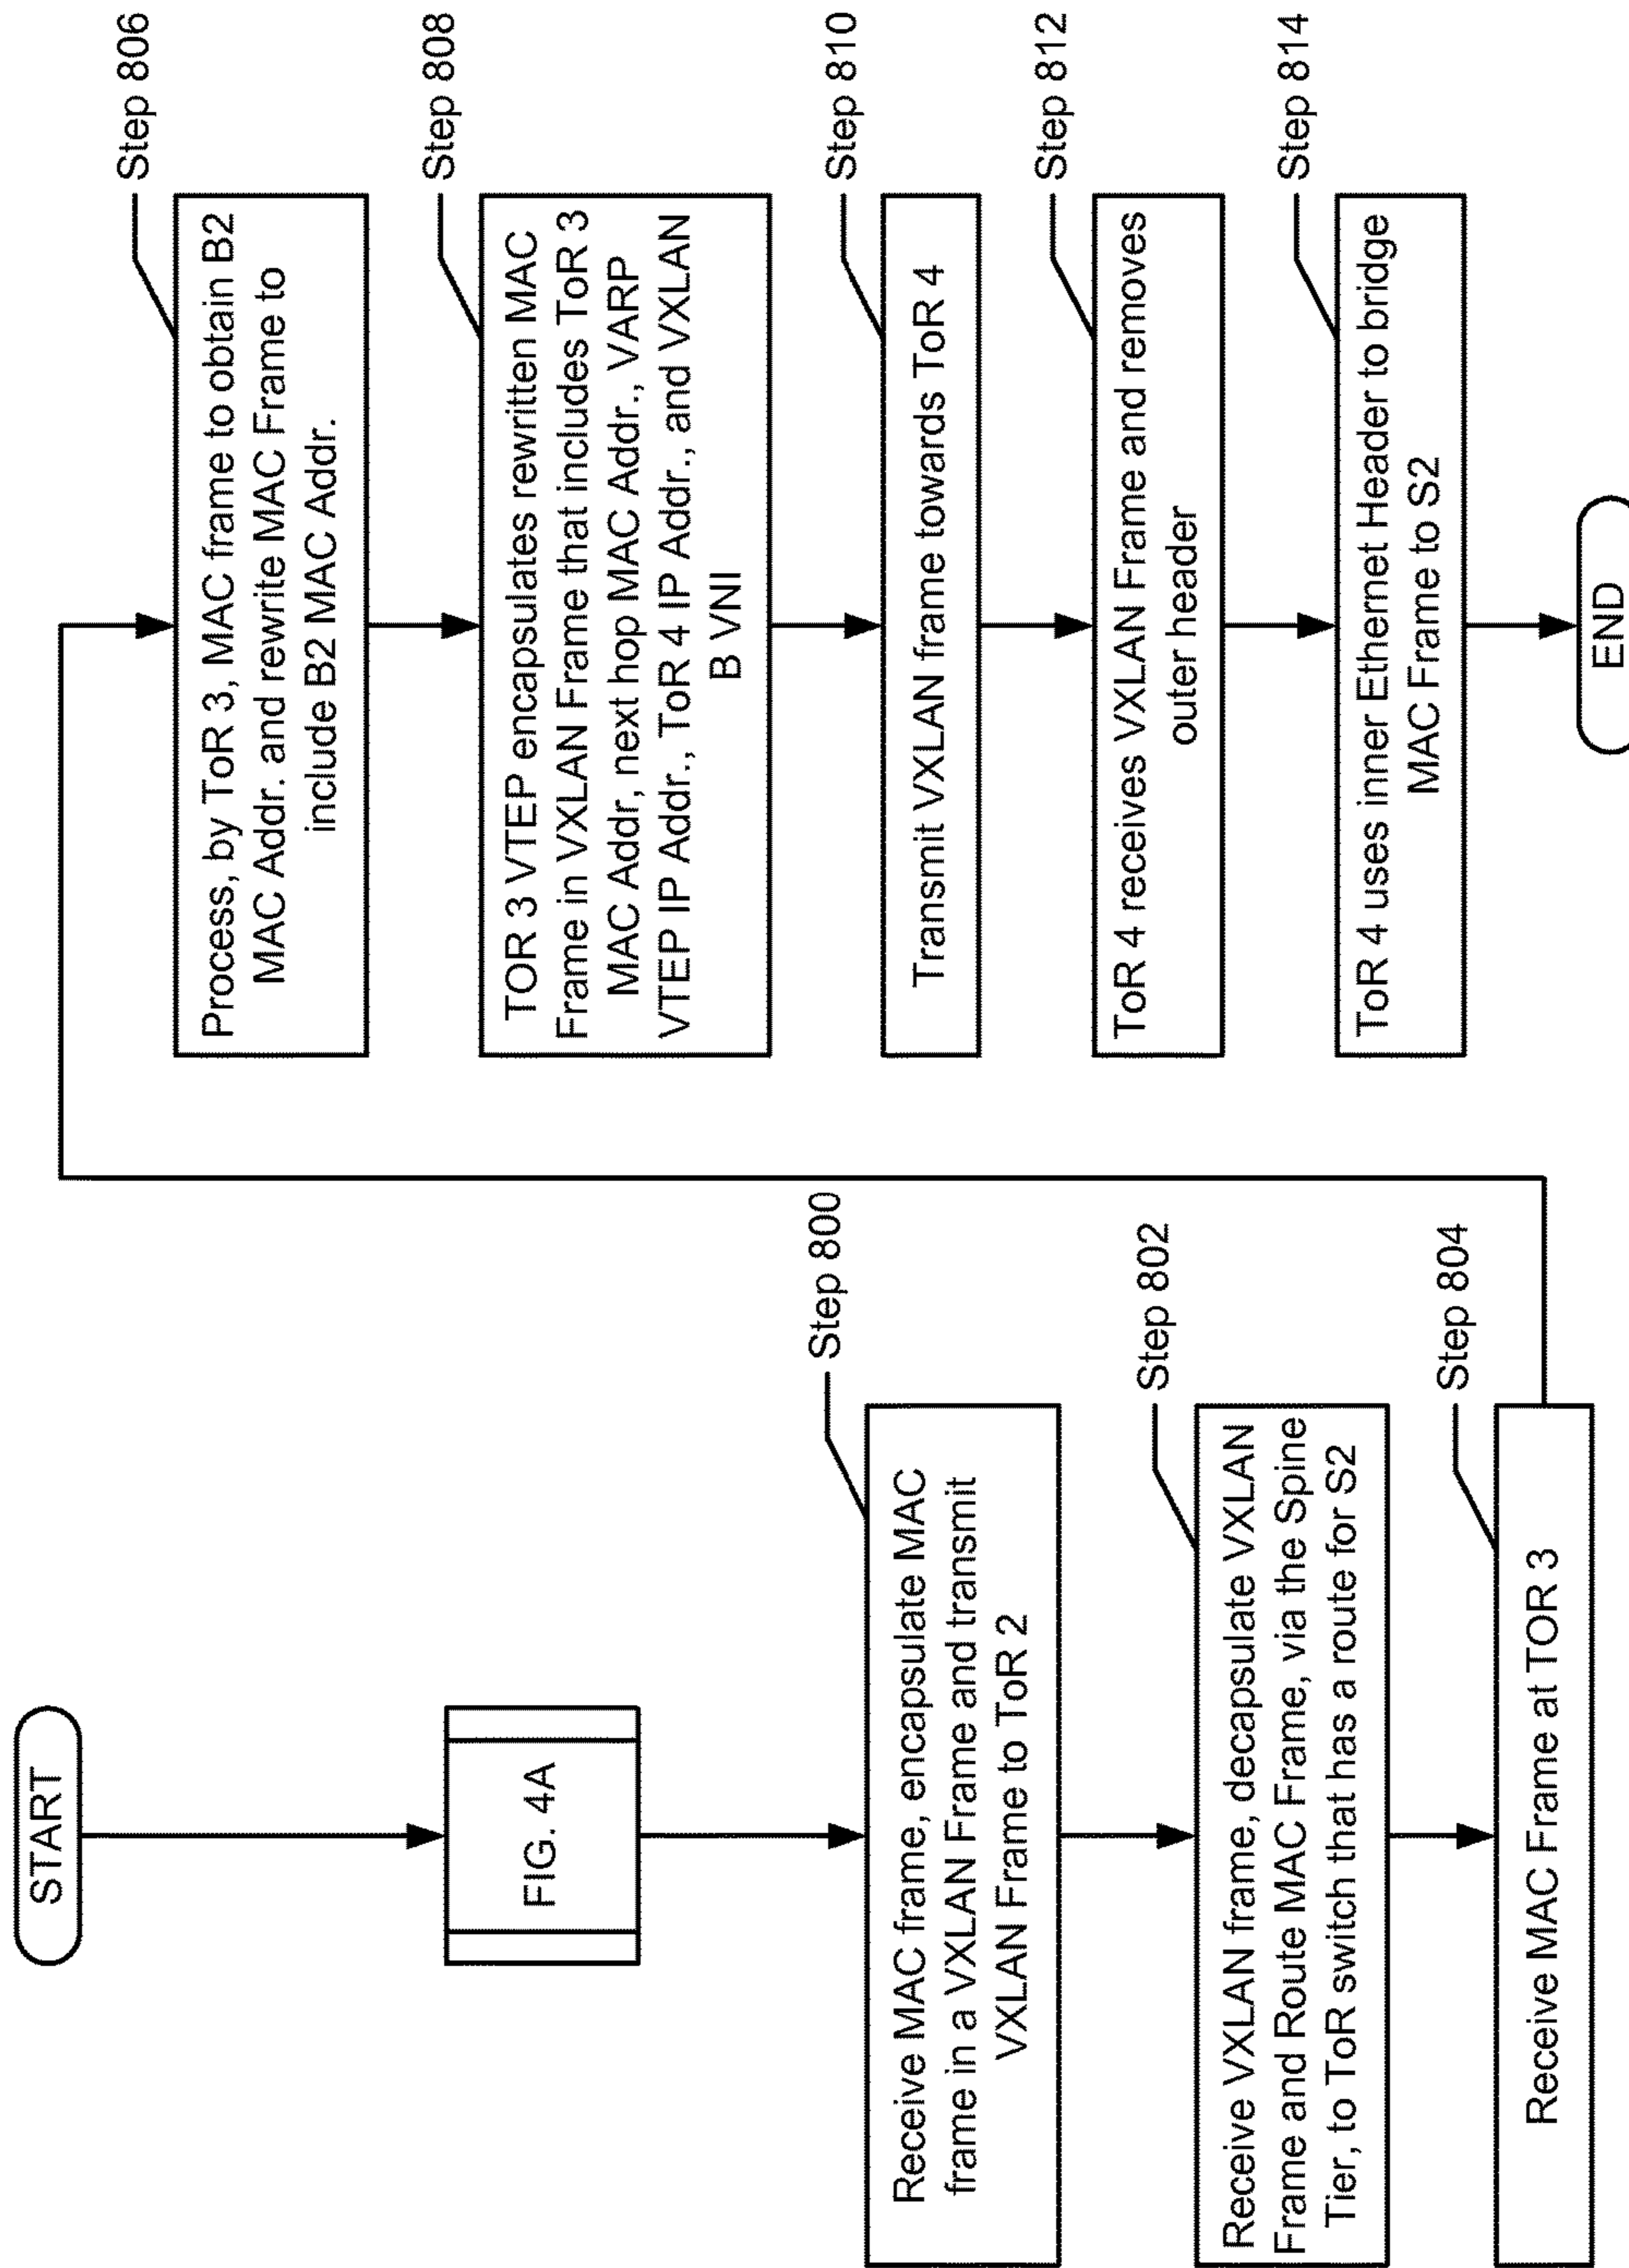 START
FIG. 4A
Step 800
Receive MAC frame, encapsulate MAC
frame in a VXLAN Frame and transmit
VXLAN Frame to ToR 2
Step 802
Receive VXLAN frame, decapsulate VXLAN
Frame and Route MAC Frame, via the Spine
Tier, to ToR switch that has a route for S2
Step 804
Receive MAC Frame at TOR 3
Step 806
Process, by ToR 3, MAC frame to obtain B2
MAC Addr. and rewrite MAC Frame to
include B2 MAC Addr.
Step 808
TOR 3 VTEP encapsulates rewritten MAC
Frame in VXLAN Frame that includes ToR 3
MAC Addr, next hop MAC Addr., VARP
VTEP IP Addr., ToR 4 IP Addr., and VXLAN
B VNI
Step 810
Transmit VXLAN frame towards ToR 4
Step 812
ToR 4 receives VXLAN Frame and removes
outer header
Step 814
ToR 4 uses inner Ethernet Header to bridge
MAC Frame to S2
END